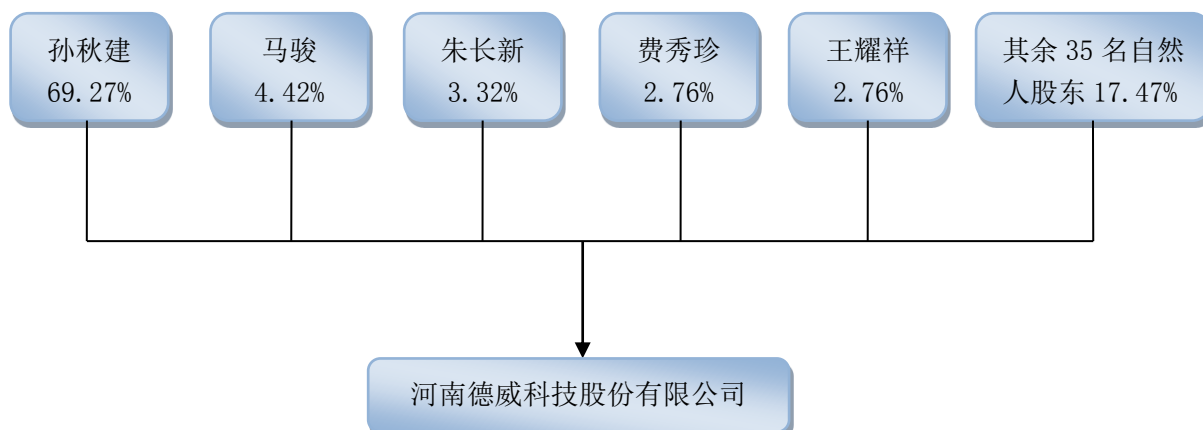 孙秋建
69.27%
马骏
4.42%
朱长新
3.32%
费秀珍
2.76%
王耀祥
2.76%
其余 35 名自然
人股东 17.47%
河南德威科技股份有限公司